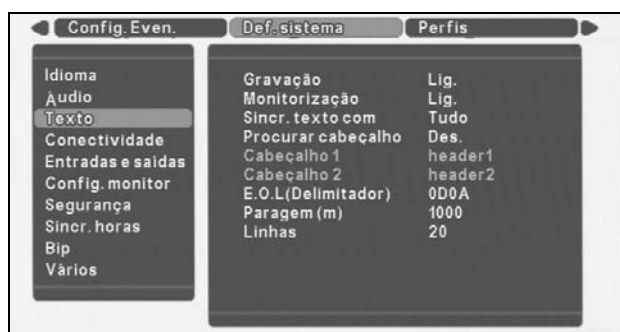 Config.Even. Def.sistema Perfis
Idioma
Áudio
Texto
Conectividade
Entradas e saídas
Config. monitor
Segurança
Sincr. horas
Bip
Vários
Gravação Lig.
Monitorização Lig.
Sincr. texto com Tudo
Procurar cabeçalho Des.
Cabeçalho 1 header1
Cabeçalho 2 header2
E.O.L(Delimitador) 0D0A
Paragem (m) 1000
Linhas 20